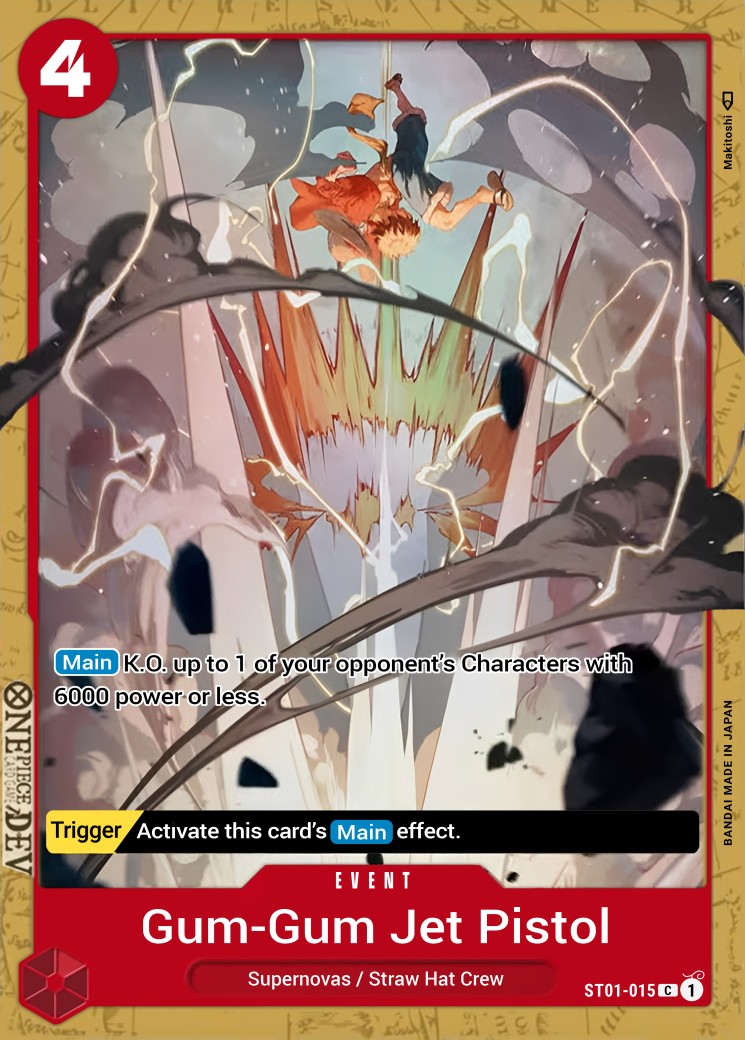 4
Makitoshi
Main K.O. up to 1 of your opponent's Characters with
6000 power or less.
ONE PIECE
CARD GAME
DEV
BANDAI MADE IN JAPAN
Trigger Activate this card's Main effect.
EVENT
Gum-Gum Jet Pistol
Supernovas / Straw Hat Crew
ST01-015 C 1